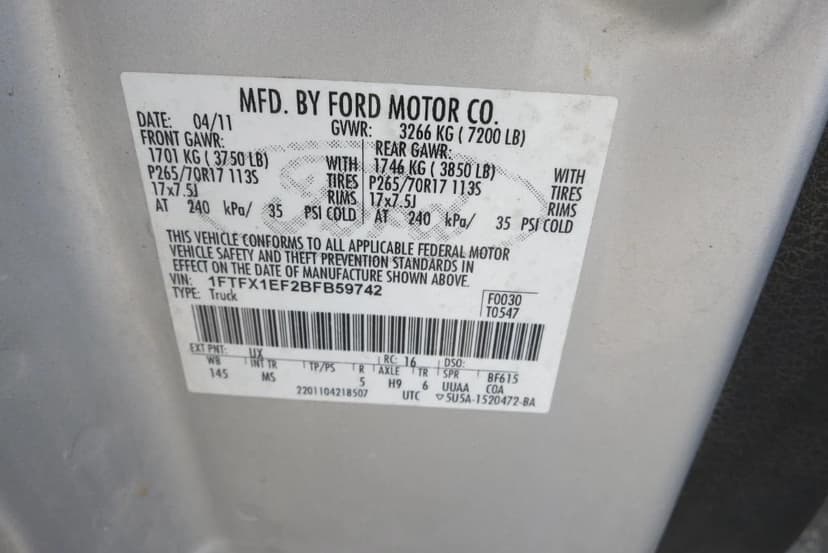 MFD. BY FORD MOTOR CO.
DATE: 04/11 GVWR: 3266 KG ( 7200 LB)
FRONT GAWR: REAR GAWR:
1701 KG ( 3750 LB) WITH 1746 KG ( 3850 LB) WITH
P265/70R17 113S TIRES P265/70R17 113S TIRES
17x7.5J RIMS 17x7.5J RIMS
AT 240 kPa/ 35 PSI COLD AT 240 kPa/ 35 PSI COLD
THIS VEHICLE CONFORMS TO ALL APPLICABLE FEDERAL MOTOR
VEHICLE SAFETY AND THEFT PREVENTION STANDARDS IN
EFFECT ON THE DATE OF MANUFACTURE SHOWN ABOVE.
VIN: 1FTFX1EF2BFB59742
TYPE: Truck
F0030
T0547
EXT PNT: UX RC: 16 DSO:
WB INT TR TP/PS R AXLE TR SPR BF615
145 MS 5 H9 6 UUAA COA
2201104218507 UTC ▽5U5A-1520472-BA